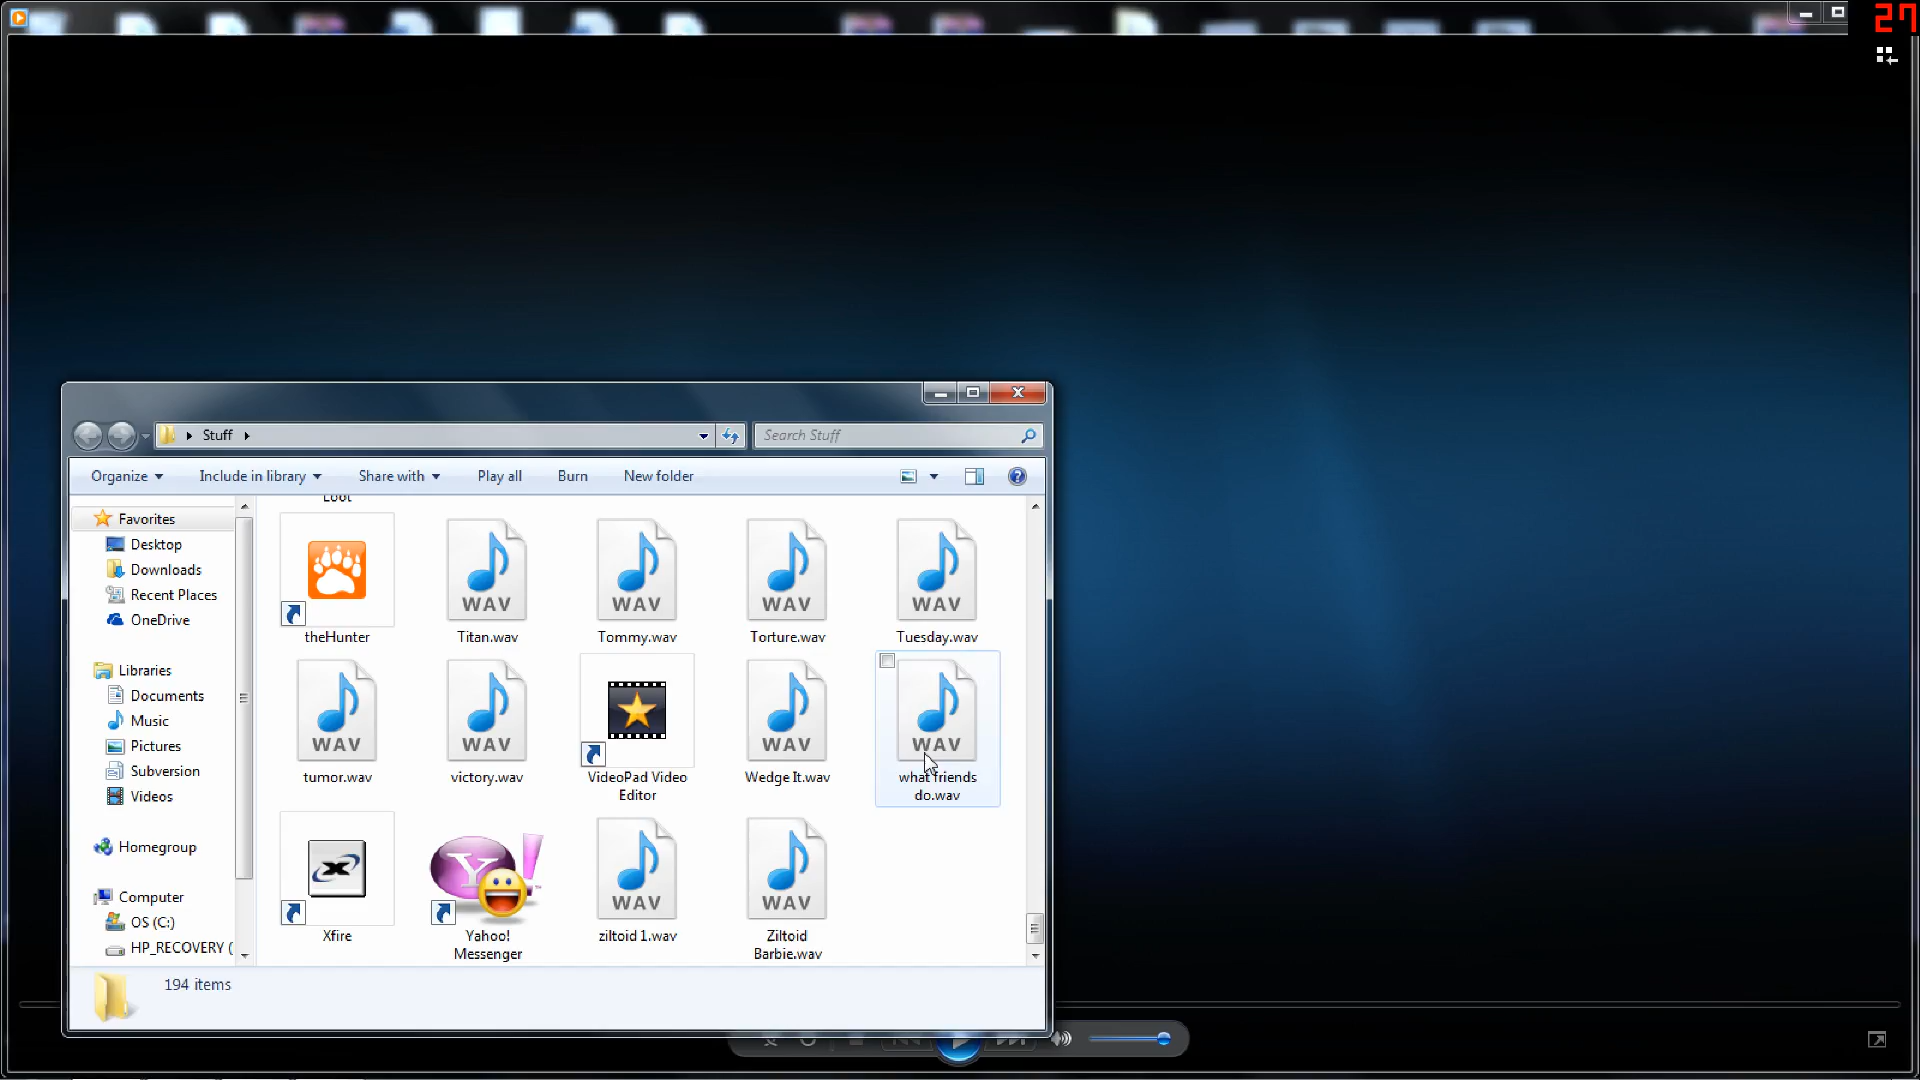 27
Stuff
Search Stuff
Organize
Include in library
Share with
Play all
Burn
New folder
Favorites
Desktop
Downloads
Recent Places
OneDrive
Libraries
Documents
Music
Pictures
Subversion
Videos
Homegroup
Computer
OS (C:)
HP_RECOVERY (
Loot
theHunter
WAV
Titan.wav
WAV
Tommy.wav
WAV
Torture.wav
WAV
Tuesday.wav
WAV
tumor.wav
WAV
victory.wav
VideoPad Video
Editor
WAV
Wedge It.wav
WAV
what friends
do.wav
X
Xfire
Y!
Yahoo!
Messenger
WAV
ziltoid 1.wav
WAV
Ziltoid
Barbie.wav
194 items